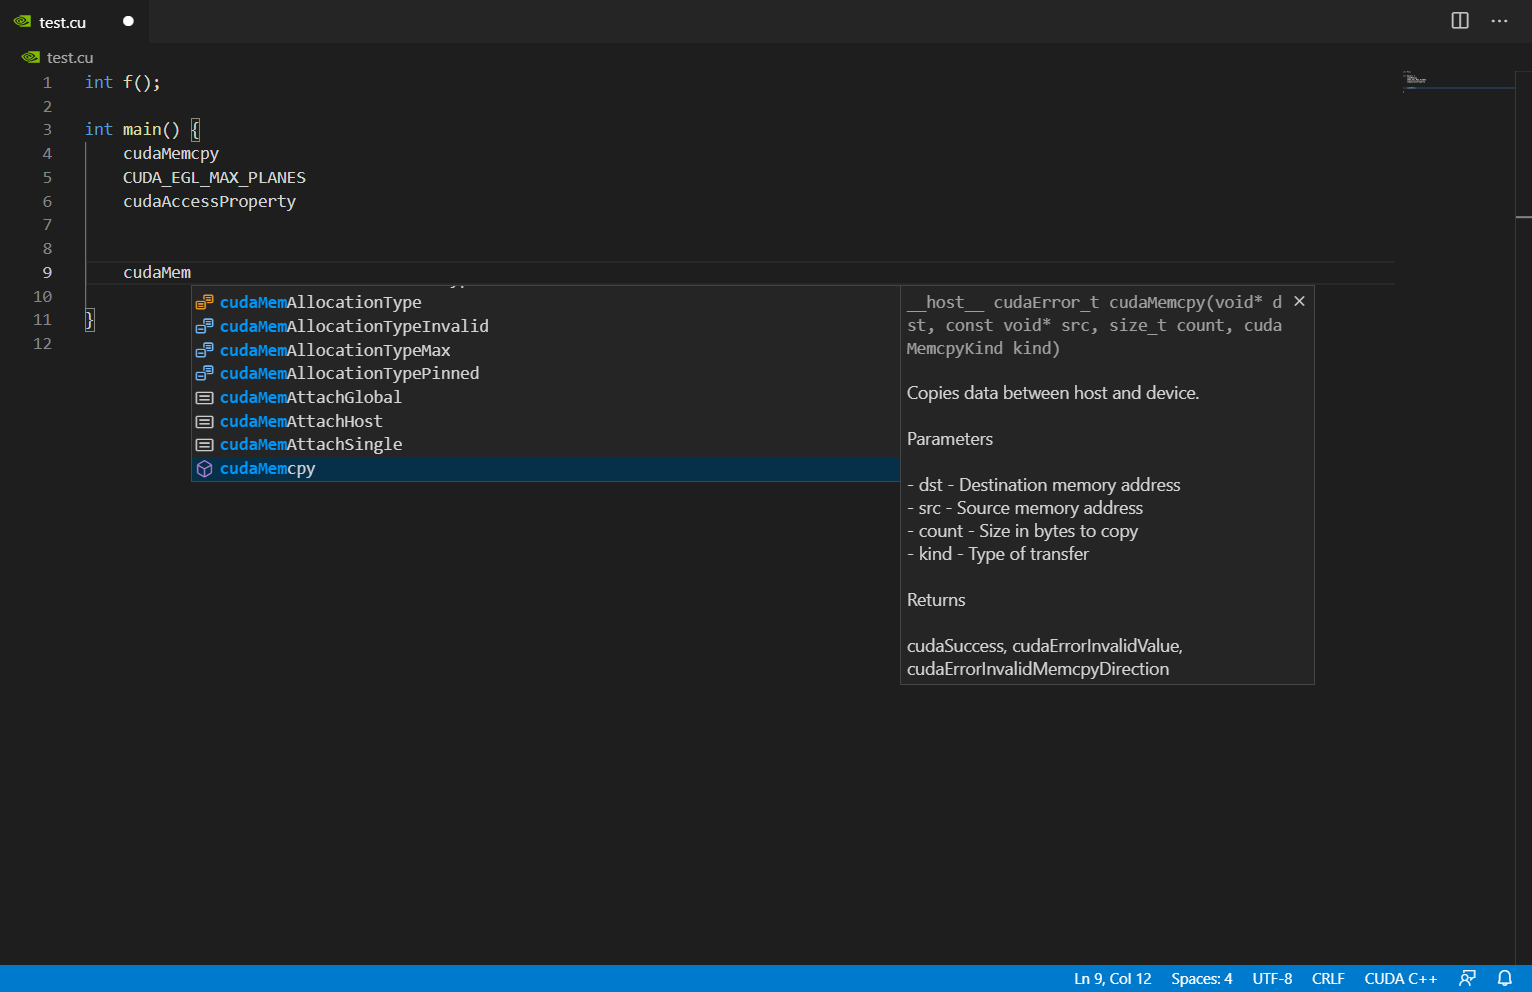 test.cu
test.cu
1 int f();
2
3 int main() {
4 cudaMemcpy
5 CUDA_EGL_MAX_PLANES
6 cudaAccessProperty
7
8
9 cudaMem
10
11 }
12
cudaMemAllocationType
cudaMemAllocationTypeInvalid
cudaMemAllocationTypeMax
cudaMemAllocationTypePinned
cudaMemAttachGlobal
cudaMemAttachHost
cudaMemAttachSingle
cudaMemcpy
__host__ cudaError_t cudaMemcpy(void* d
st, const void* src, size_t count, cuda
MemcpyKind kind)
Copies data between host and device.
Parameters
- dst - Destination memory address
- src - Source memory address
- count - Size in bytes to copy
- kind - Type of transfer
Returns
cudaSuccess, cudaErrorInvalidValue,
cudaErrorInvalidMemcpyDirection
Ln 9, Col 12 Spaces: 4 UTF-8 CRLF CUDA C++